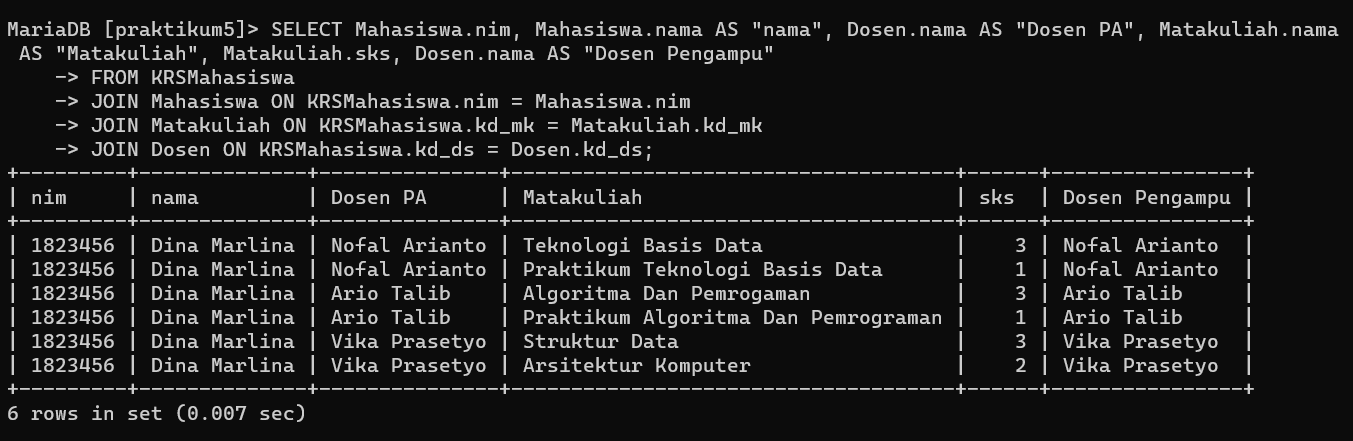 MariaDB [praktikum5]> SELECT Mahasiswa.nim, Mahasiswa.nama AS "nama", Dosen.nama AS "Dosen PA", Matakuliah.nama
 AS "Matakuliah", Matakuliah.sks, Dosen.nama AS "Dosen Pengampu"
    -> FROM KRSMahasiswa
    -> JOIN Mahasiswa ON KRSMahasiswa.nim = Mahasiswa.nim
    -> JOIN Matakuliah ON KRSMahasiswa.kd_mk = Matakuliah.kd_mk
    -> JOIN Dosen ON KRSMahasiswa.kd_ds = Dosen.kd_ds;
+---------+--------------+---------------+-------------------------------------+------+----------------+
| nim     | nama         | Dosen PA      | Matakuliah                          | sks  | Dosen Pengampu |
+---------+--------------+---------------+-------------------------------------+------+----------------+
| 1823456 | Dina Marlina | Nofal Arianto | Teknologi Basis Data                |    3 | Nofal Arianto  |
| 1823456 | Dina Marlina | Nofal Arianto | Praktikum Teknologi Basis Data      |    1 | Nofal Arianto  |
| 1823456 | Dina Marlina | Ario Talib    | Algoritma Dan Pemrogaman            |    3 | Ario Talib     |
| 1823456 | Dina Marlina | Ario Talib    | Praktikum Algoritma Dan Pemrograman |    1 | Ario Talib     |
| 1823456 | Dina Marlina | Vika Prasetyo | Struktur Data                       |    3 | Vika Prasetyo  |
| 1823456 | Dina Marlina | Vika Prasetyo | Arsitektur Komputer                 |    2 | Vika Prasetyo  |
+---------+--------------+---------------+-------------------------------------+------+----------------+
6 rows in set (0.007 sec)